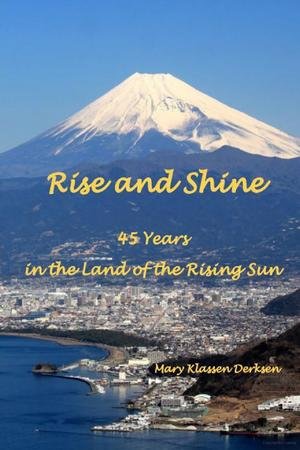 Rise and Shine
45 Years
in the Land of the Rising Sun
Mary Klassen Derksen